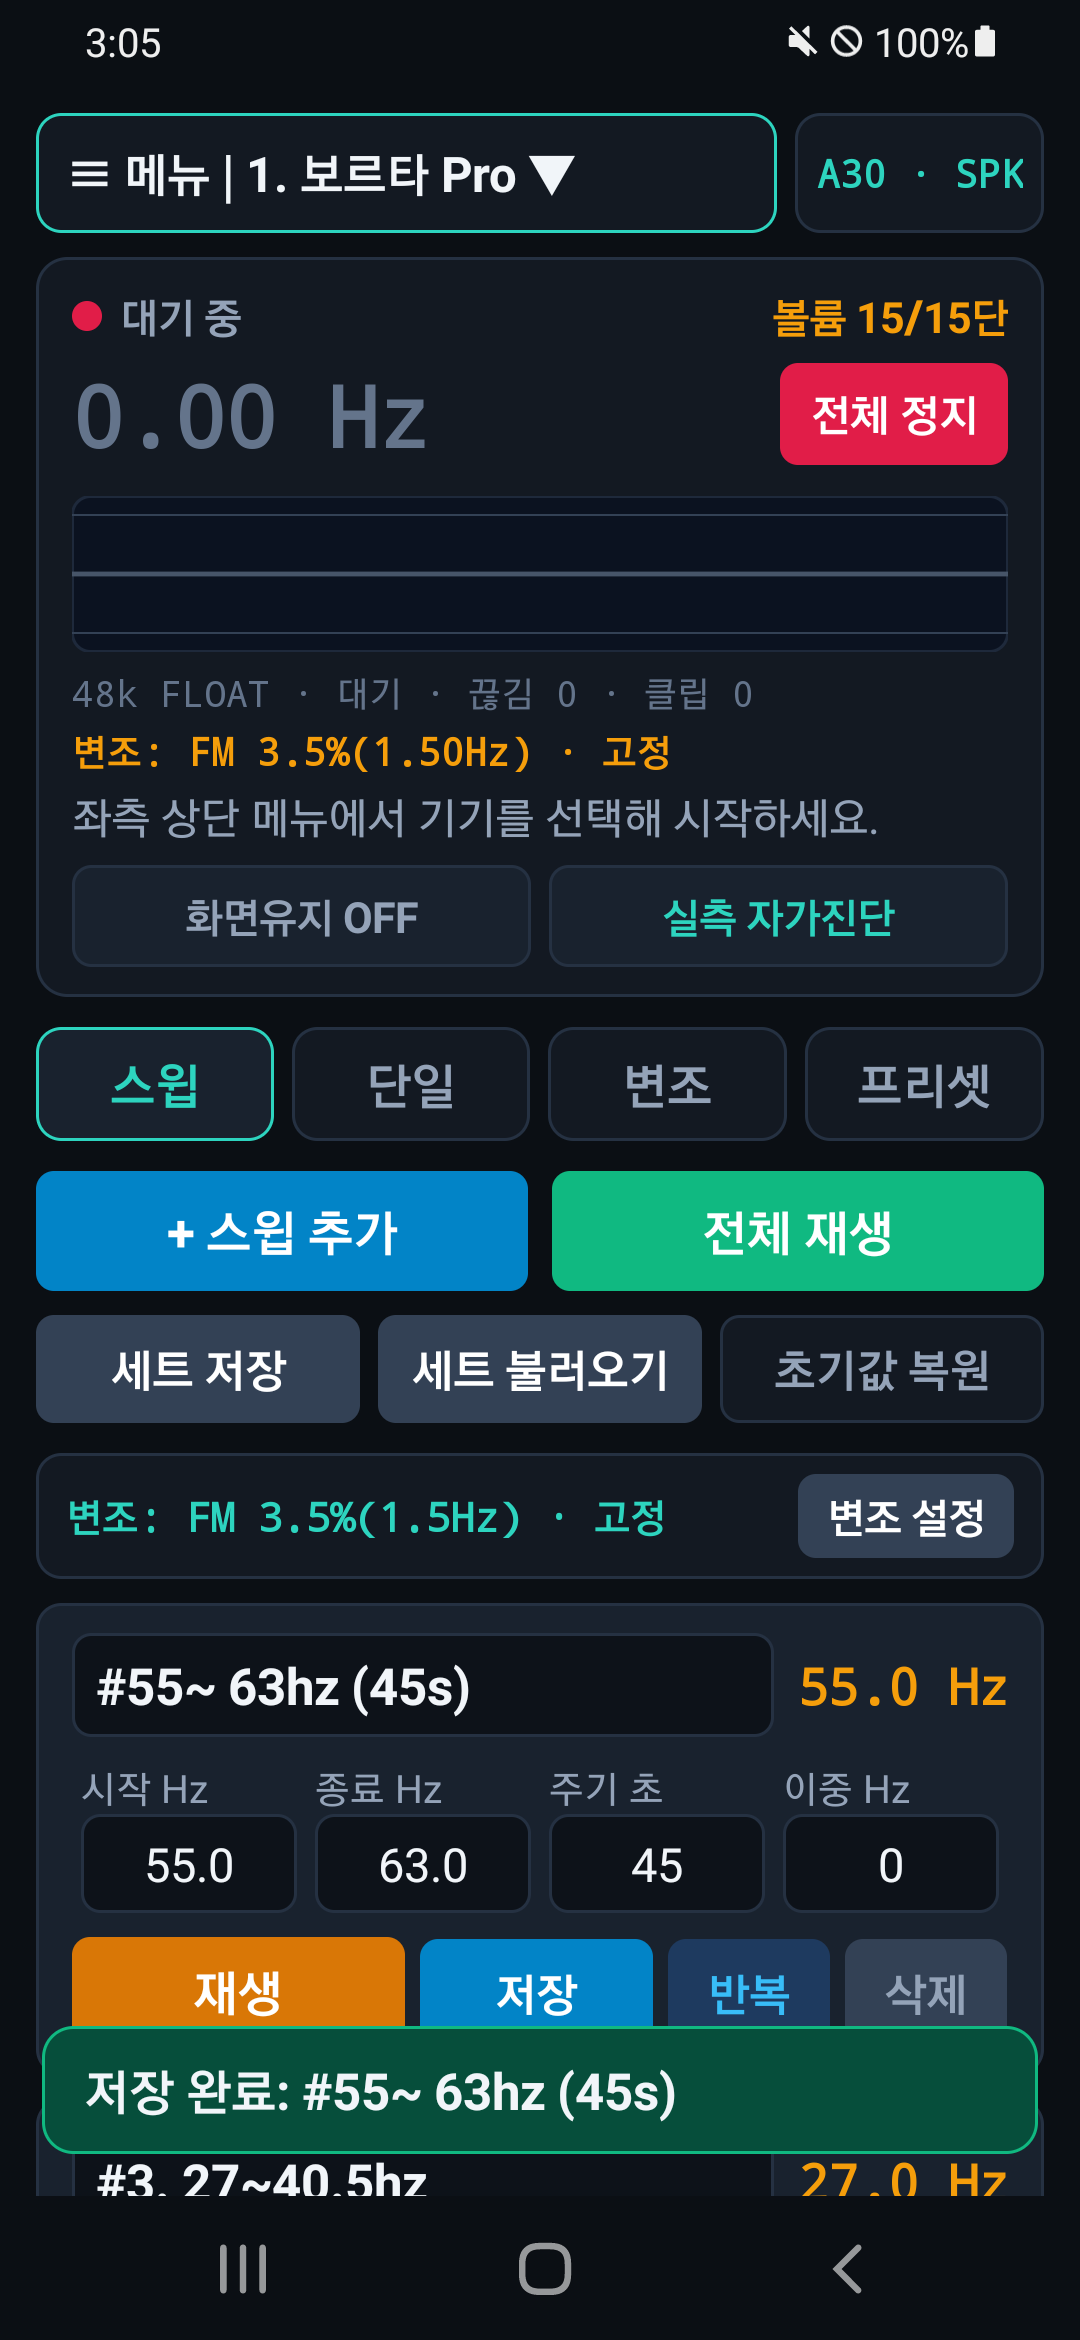 3:05 100%
메뉴 | 1. 보르타 Pro ▼
A30 · SPK
대기 중
볼륨 15/15단
0.00 Hz
전체 정지
48k FLOAT · 대기 · 끊김 0 · 클립 0
변조: FM 3.5%(1.50Hz) · 고정
좌측 상단 메뉴에서 기기를 선택해 시작하세요.
화면유지 OFF
실측 자가진단
스윕
단일
변조
프리셋
+ 스윕 추가
전체 재생
세트 저장
세트 불러오기
초기값 복원
변조: FM 3.5%(1.5Hz) · 고정
변조 설정
#55~ 63hz (45s)
55.0 Hz
시작 Hz
종료 Hz
주기 초
이중 Hz
55.0
63.0
45
0
재생
저장
반복
삭제
저장 완료: #55~ 63hz (45s)
#3. 27~40.5hz
27.0 Hz